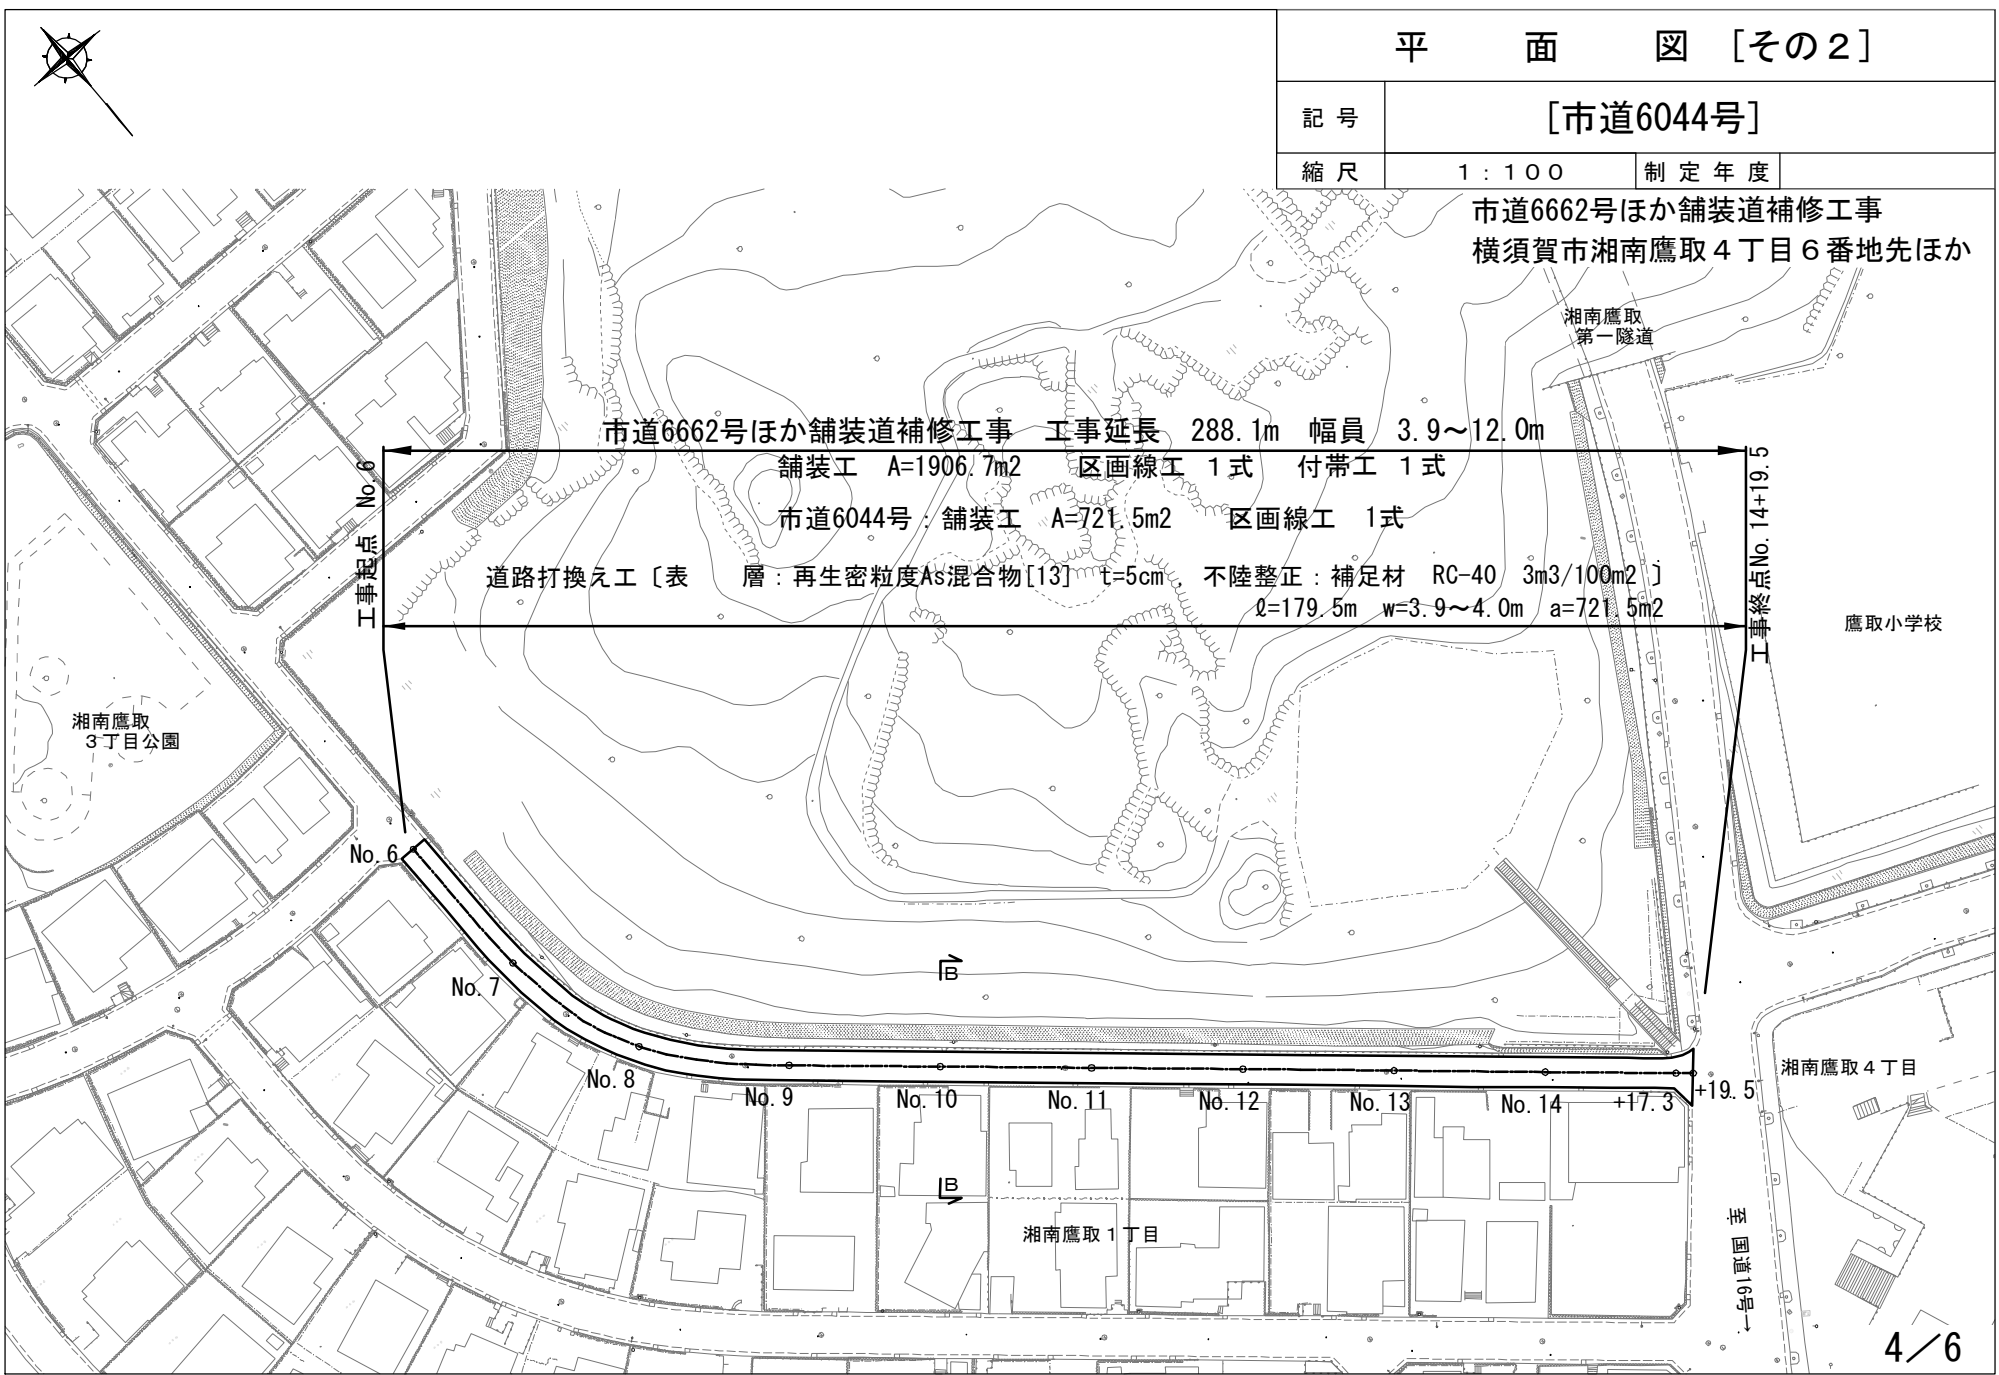 平面図［その２］
記号
［市道6044号］
縮尺
１：１００
制定年度
市道6662号ほか舗装道補修工事
横須賀市湘南鷹取４丁目６番地先ほか
湘南鷹取
第一隧道
市道6662号ほか舗装道補修工事　工事延長　288.1m　幅員　3.9～12.0m
舗装工　A=1906.7m2　区画線工　１式　付帯工　１式
市道6044号：舗装工　A=721.5m2　区画線工　1式
道路打換え工〔表　層：再生密粒度As混合物[13]　t=5cm ，不陸整正：補足材　RC-40　3m3/100m2 〕
ℓ=179.5m　w=3.9～4.0m　a=721.5m2
工事起点　No.6
工事終点No.14+19.5
鷹取小学校
湘南鷹取
３丁目公園
No.6
No.7
No.8
No.9
No.10
No.11
No.12
No.13
No.14
+17.3
+19.5
B
B
湘南鷹取４丁目
湘南鷹取１丁目
至 国道16号→
4／6